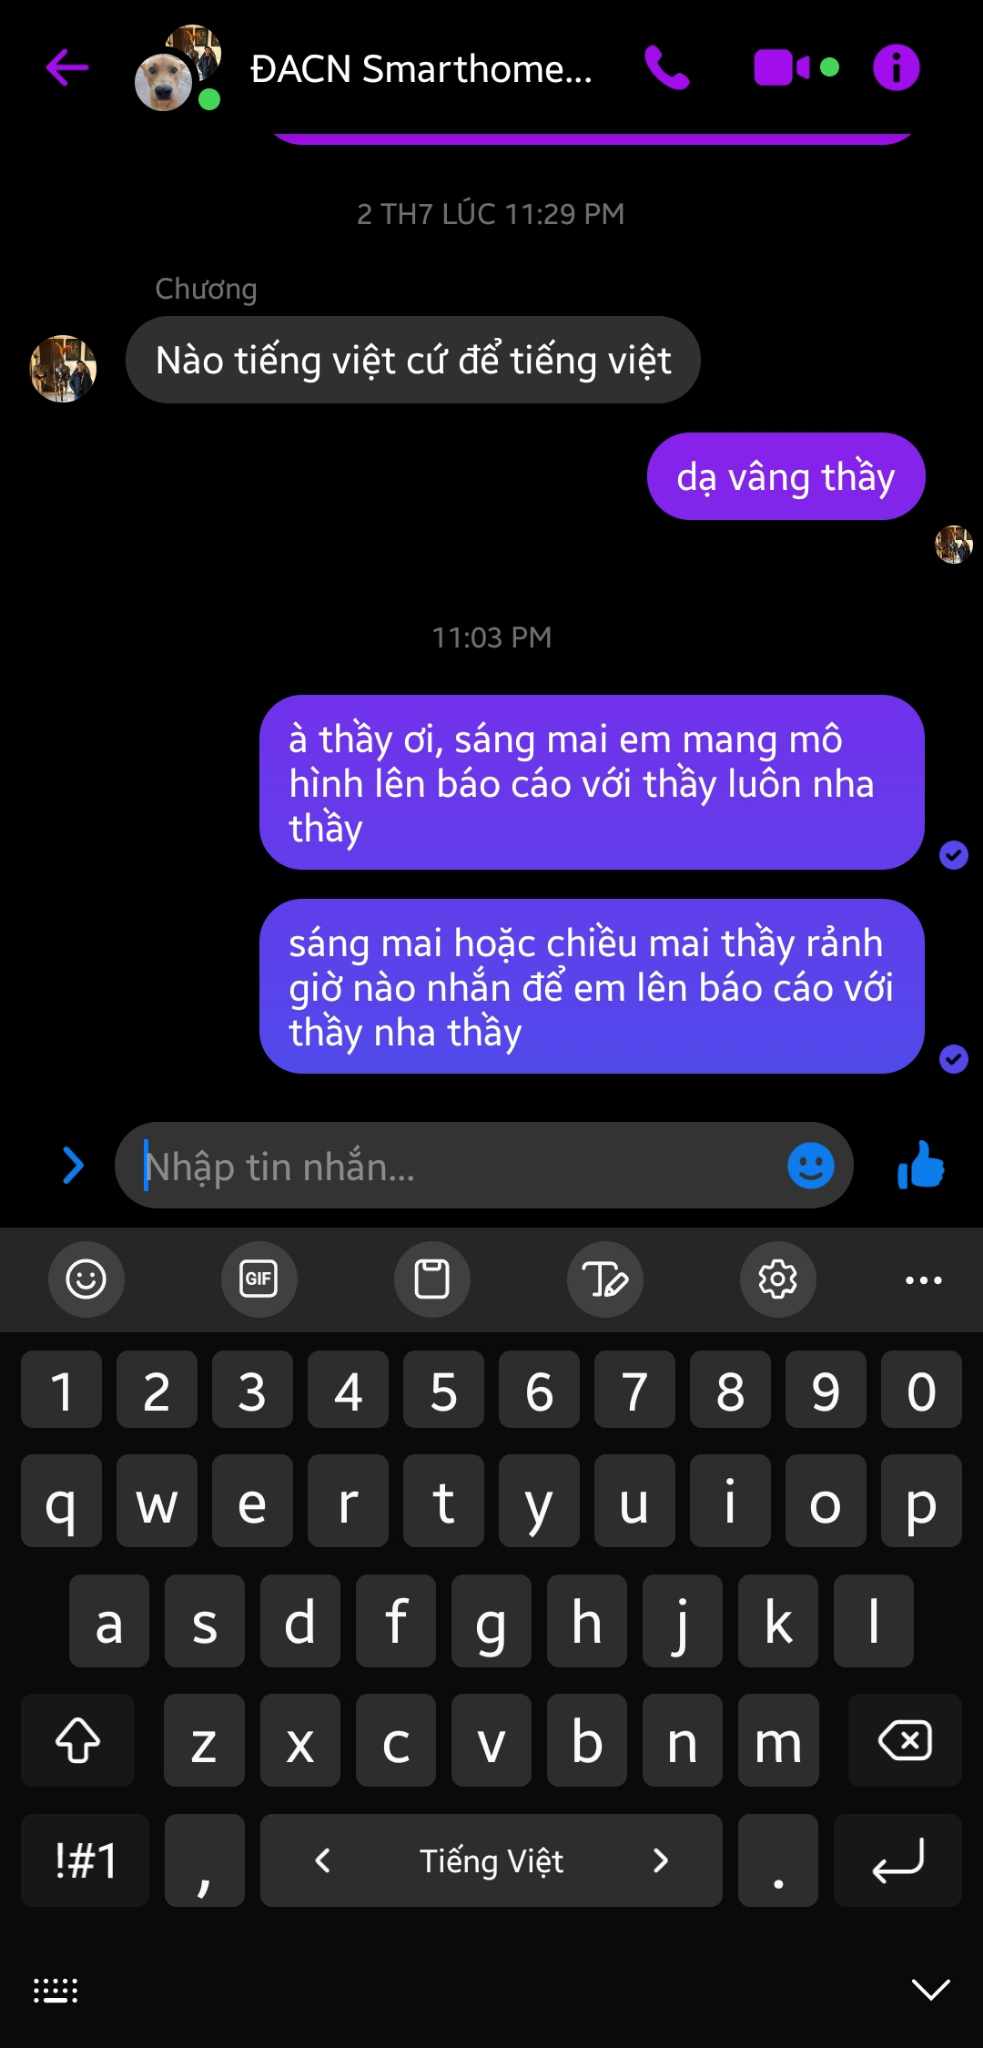 ĐACN Smarthome...
2 TH7 LÚC 11:29 PM
Chương
Nào tiếng việt cứ để tiếng việt
dạ vâng thầy
11:03 PM
à thầy ơi, sáng mai em mang mô
hình lên báo cáo với thầy luôn nha
thầy
sáng mai hoặc chiều mai thầy rảnh
giờ nào nhắn để em lên báo cáo với
thầy nha thầy
Nhập tin nhắn...
GIF
1 2 3 4 5 6 7 8 9 0
q w e r t y u i o p
a s d f g h j k l
z x c v b n m
!#1 , < Tiếng Việt > .